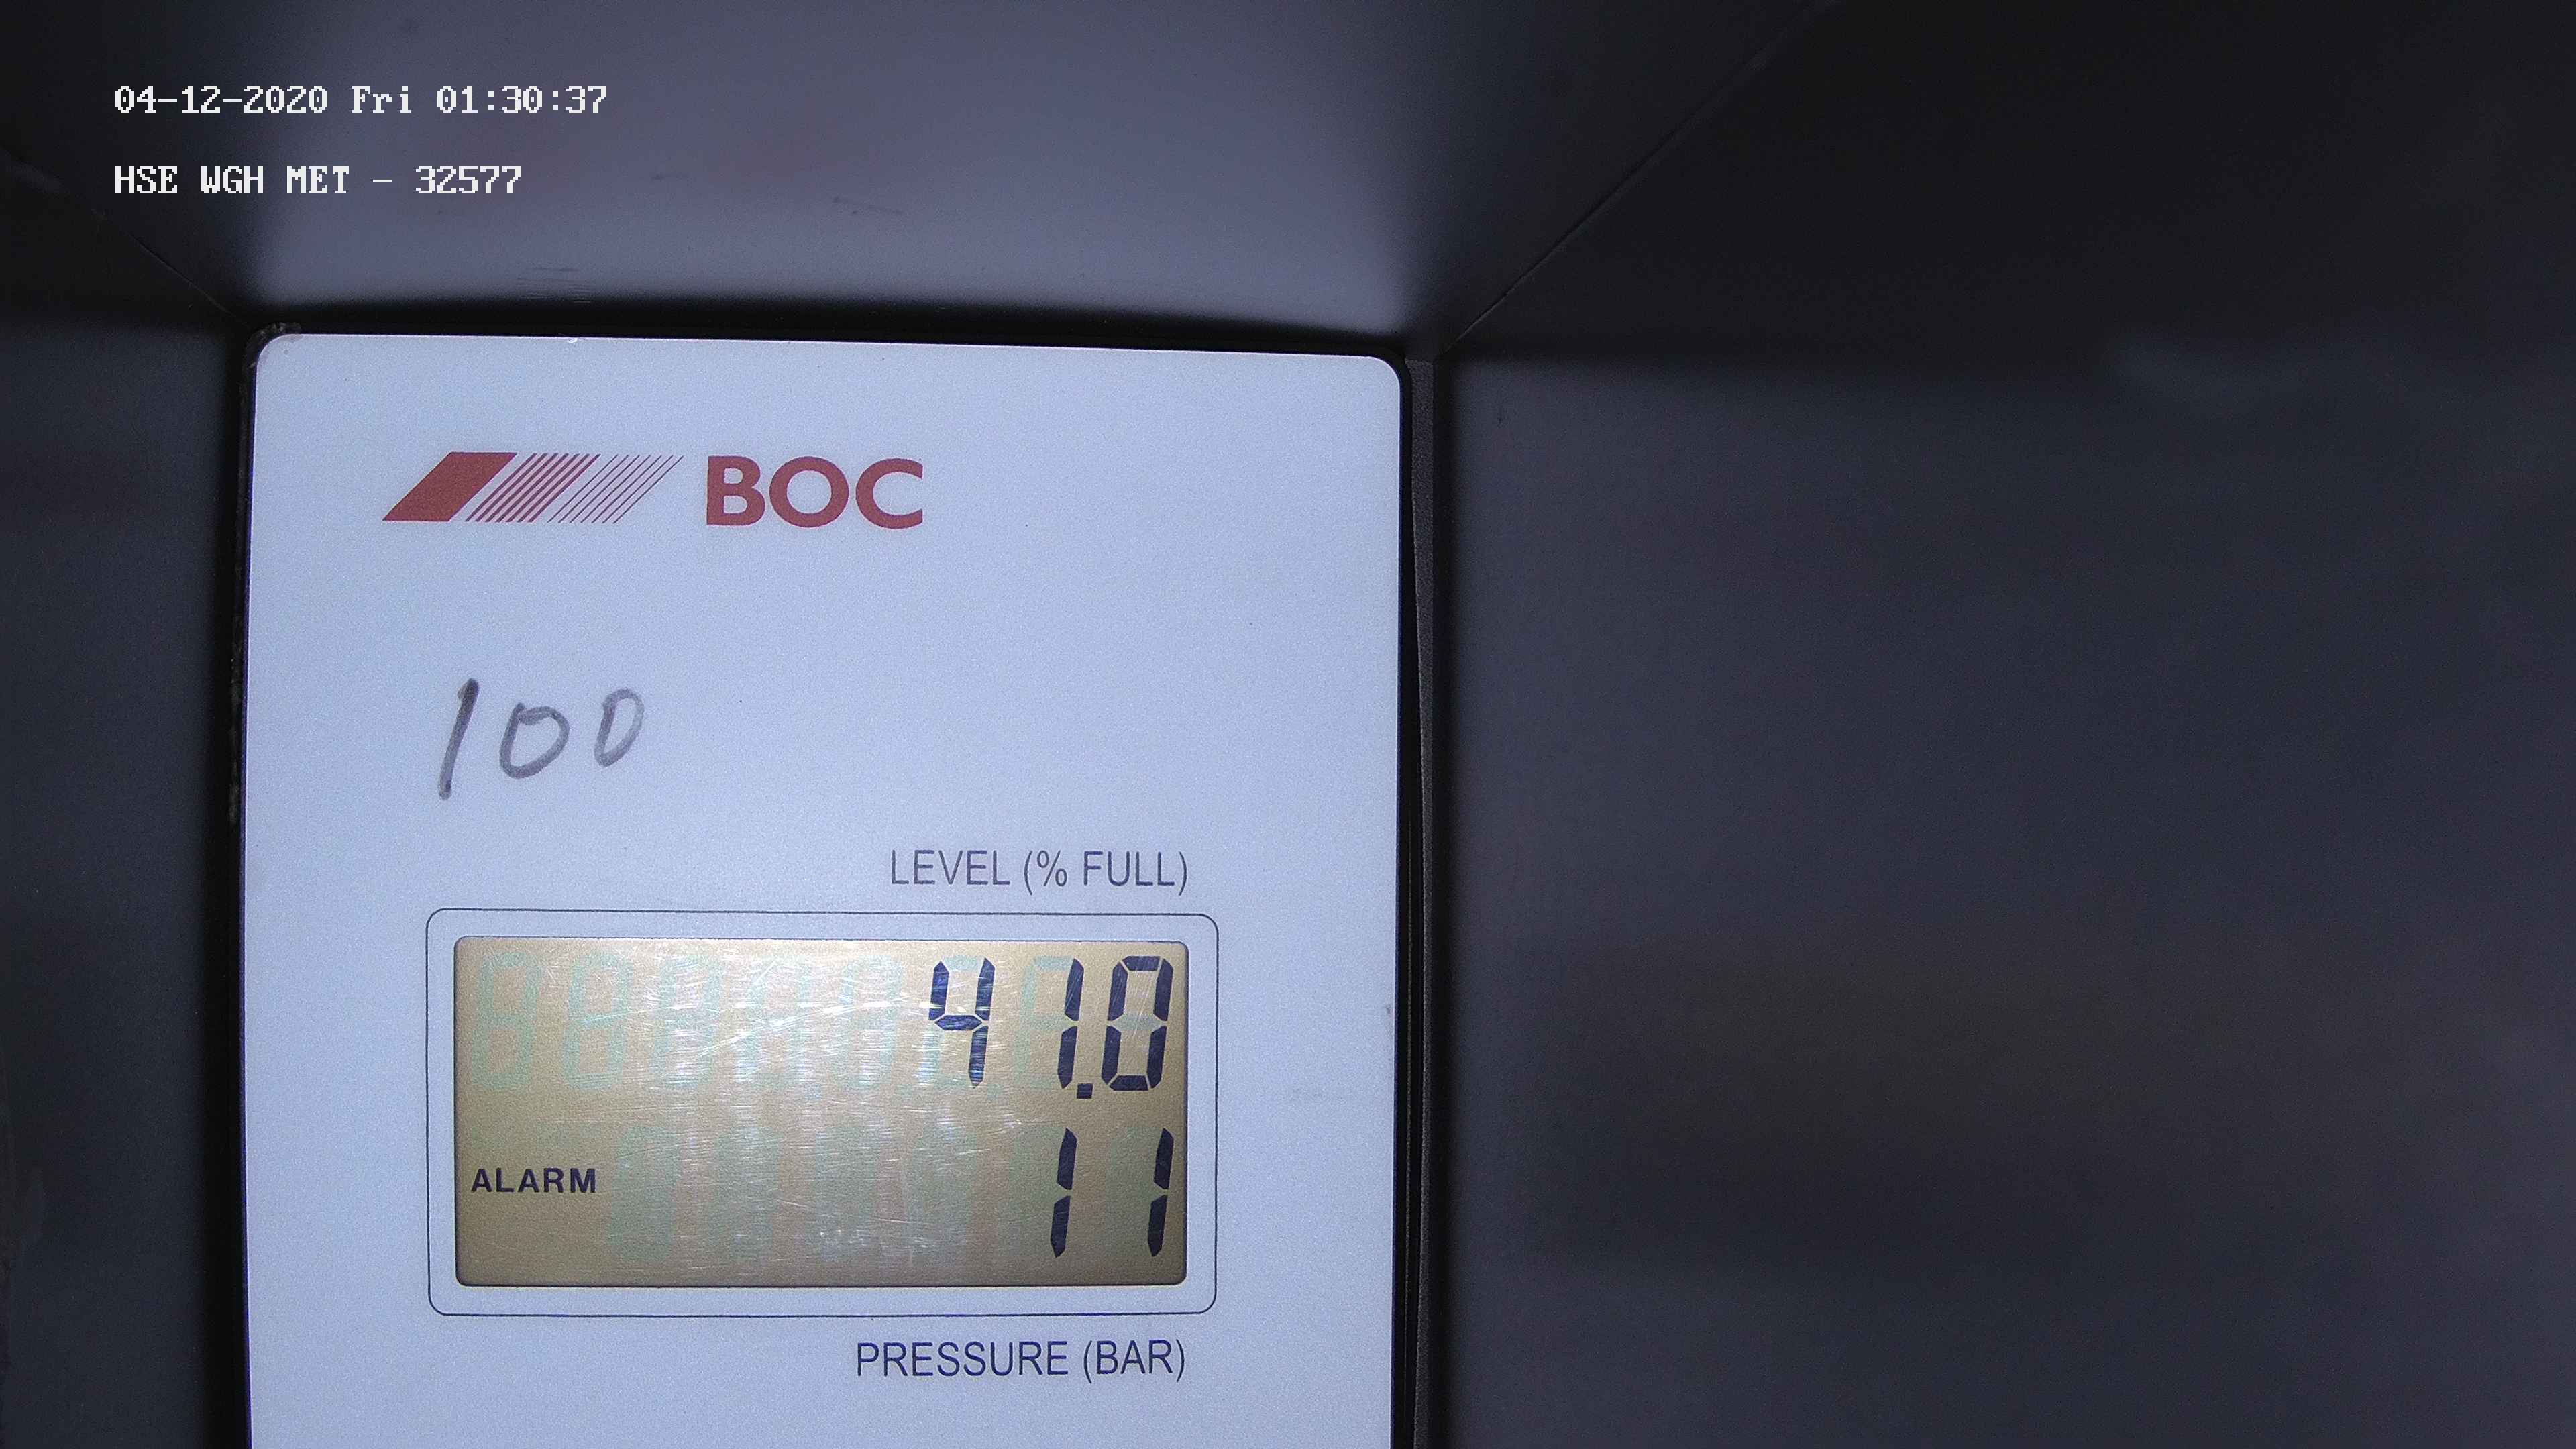 04-12-2020 Fri 01:30:37
HSE WGH MET - 32577
BOC
100
LEVEL (% FULL)
41.0
ALARM 11
PRESSURE (BAR)